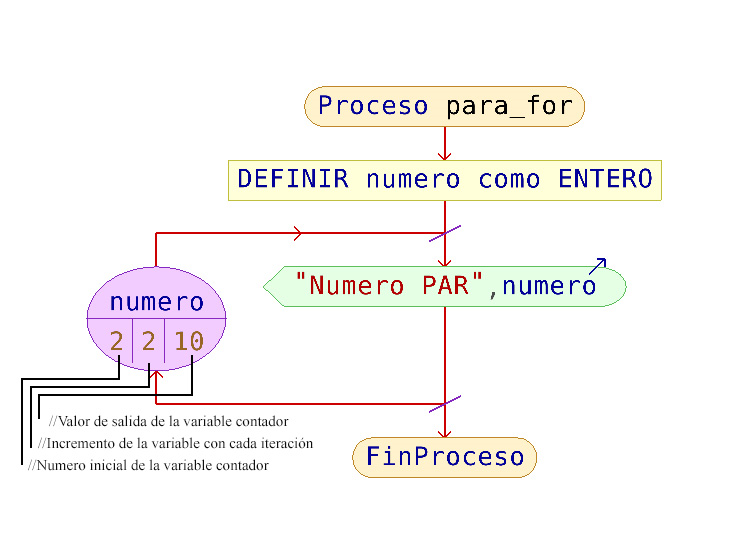 Proceso para_for
DEFINIR numero como ENTERO
"Numero PAR",numero
numero
2 2 10
//Valor de salida de la variable contador
//Incremento de la variable con cada iteración
//Numero inicial de la variable contador
FinProceso